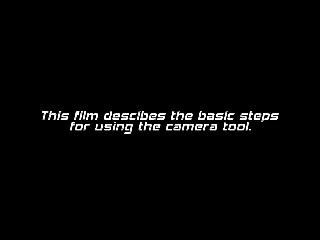 This film descibes the basic steps
for using the camera tool.